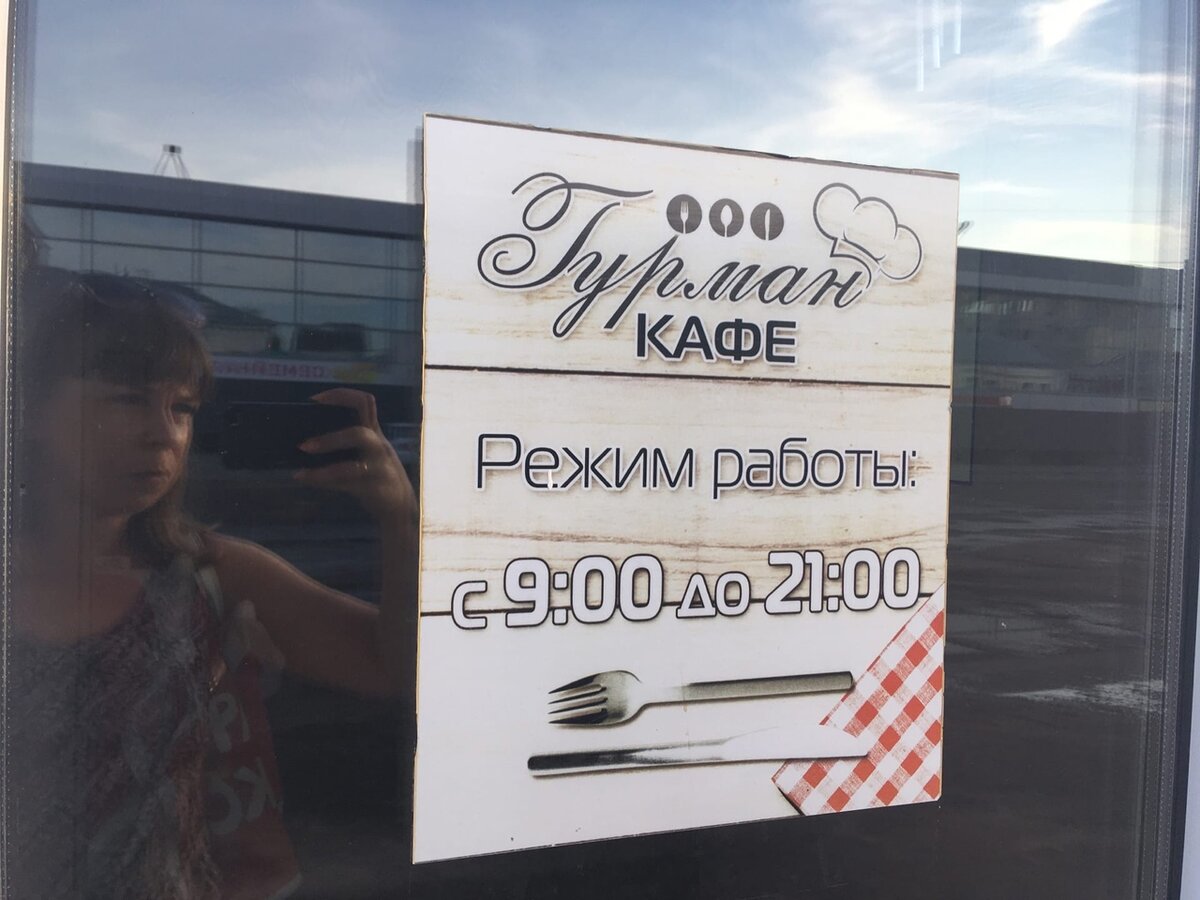 Гурман
КАФЕ
Режим работы:
с 9:00 до 21:00